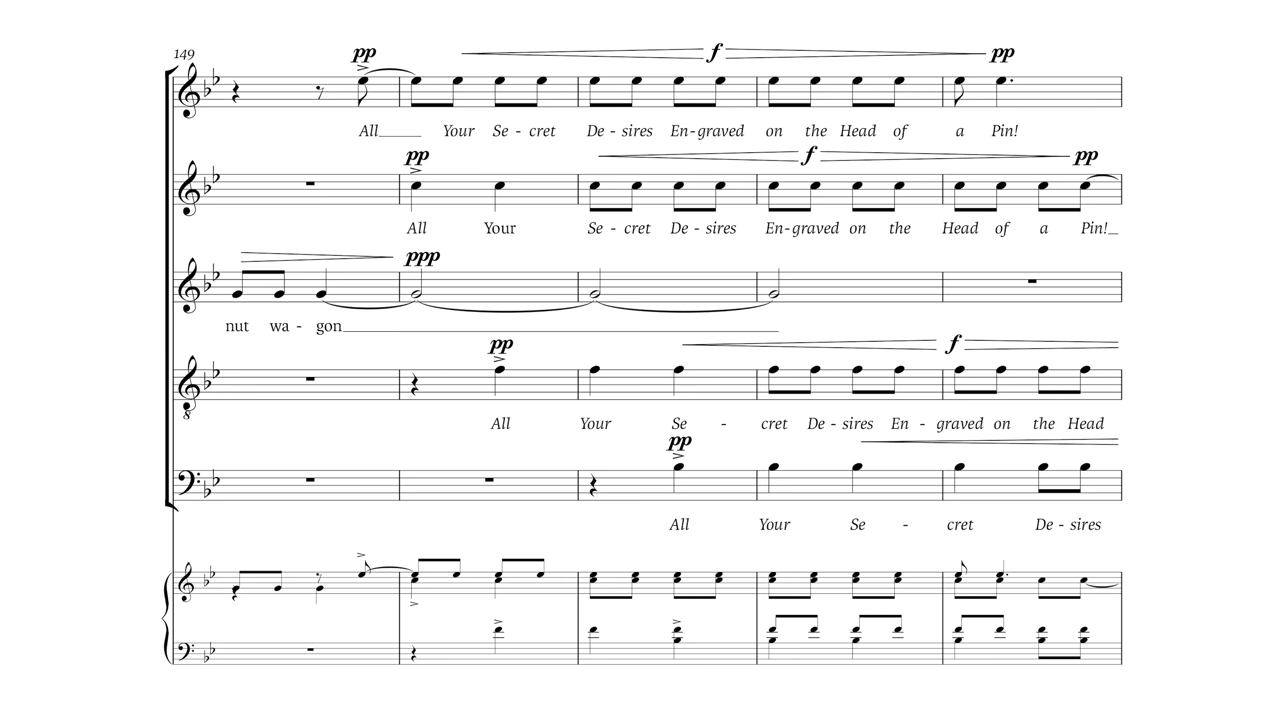 149
pp f pp
All Your Se - cret De - sires En - graved on the Head of a Pin!
pp f pp
All Your Se - cret De - sires En - graved on the Head of a Pin!
ppp
nut wa - gon
pp f
All Your Se - cret De - sires En - graved on the Head
pp
All Your Se - cret De - sires